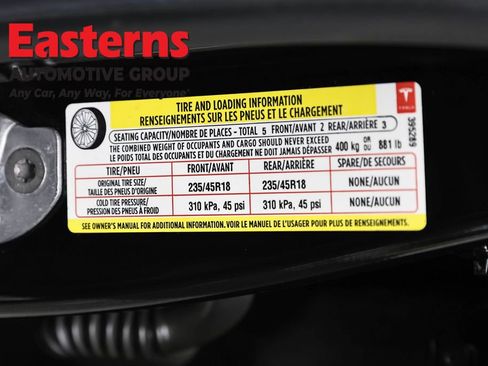 Easterns
AUTOMOTIVE GROUP
Any Car, Any Way, Any Day
TIRE AND LOADING INFORMATION
RENSEIGNEMENTS SUR LES PNEUS ET LE CHARGEMENT
TESLA
SEATING CAPACITY/NOMBRE DE PLACES - TOTAL 5 FRONT/AVANT 2 REAR/ARRIÈRE 3
THE COMBINED WEIGHT OF OCCUPANTS AND CARGO SHOULD NEVER EXCEED
LE POIDS TOTAL DES OCCUPANTS ET DU CHARGEMENT NE DOIT JAMAIS DÉPASSER 400 kg OR OU 881 lb
395269
TIRE/PNEU FRONT/AVANT REAR/ARRIÈRE SPARE/DE SECOURS
ORIGINAL TIRE SIZE/
TAILLE DES PNEUS D'ORIGINE 235/45R18 235/45R18 NONE/AUCUN
COLD TIRE PRESSURE/
PRESSION DES PNEUS À FROID 310 kPa, 45 psi 310 kPa, 45 psi NONE/AUCUN
SEE OWNER'S MANUAL FOR ADDITIONAL INFORMATION. VOIR LE MANUEL DE L'USAGER POUR PLUS DE RENSEIGNEMENTS.